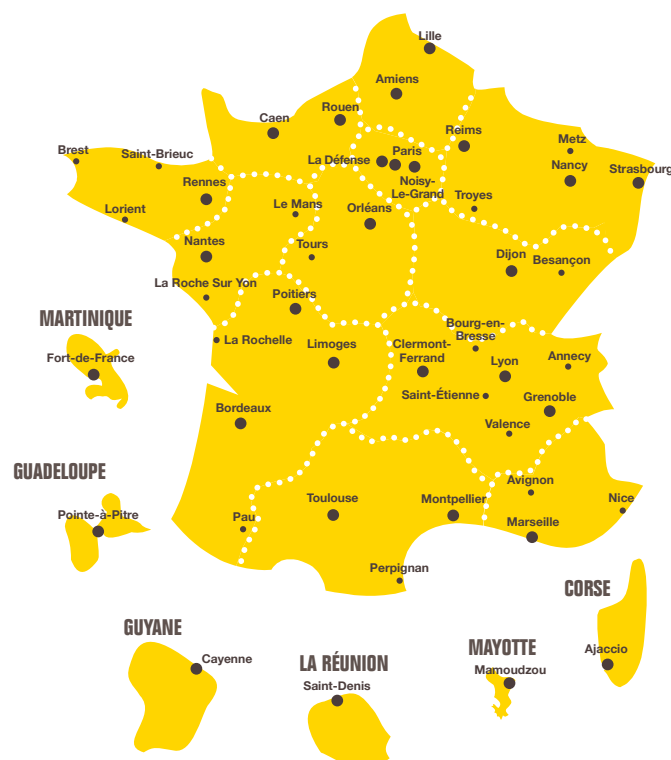 Lille
Amiens
Rouen
Caen
Reims
Metz
Brest
Saint-Brieuc
La Défense
Paris
Nancy
Strasbourg
Rennes
Noisy-
Le-Grand
Troyes
Le Mans
Orléans
Lorient
Nantes
Tours
Dijon
Besançon
La Roche Sur Yon
Poitiers
MARTINIQUE
Bourg-en-
Bresse
La Rochelle
Limoges
Clermont-
Ferrand
Fort-de-France
Lyon
Annecy
Saint-Étienne
Grenoble
Bordeaux
Valence
GUADELOUPE
Avignon
Pointe-à-Pitre
Pau
Toulouse
Montpellier
Nice
Marseille
Perpignan
CORSE
GUYANE
Cayenne
LA RÉUNION
Saint-Denis
MAYOTTE
Mamoudzou
Ajaccio